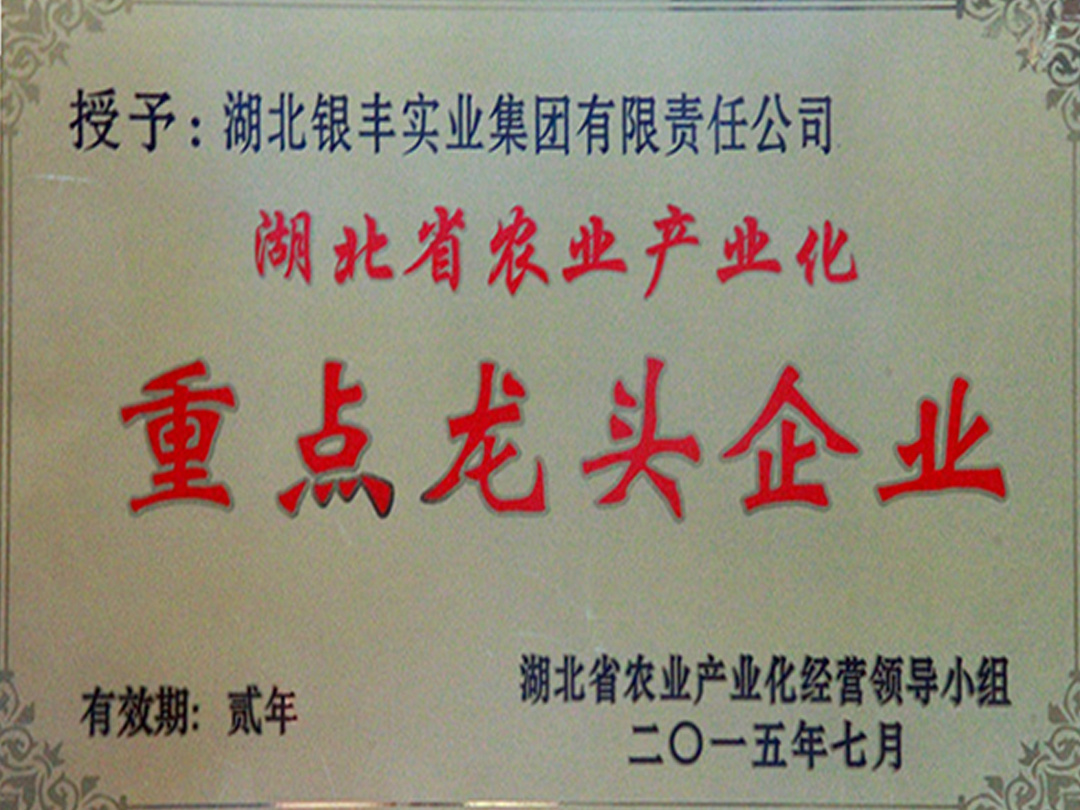 授予:湖北银丰实业集团有限责任公司
湖北省农业产业化
重点龙头企业
有效期:贰年
湖北省农业产业化经营领导小组
二〇一五年七月